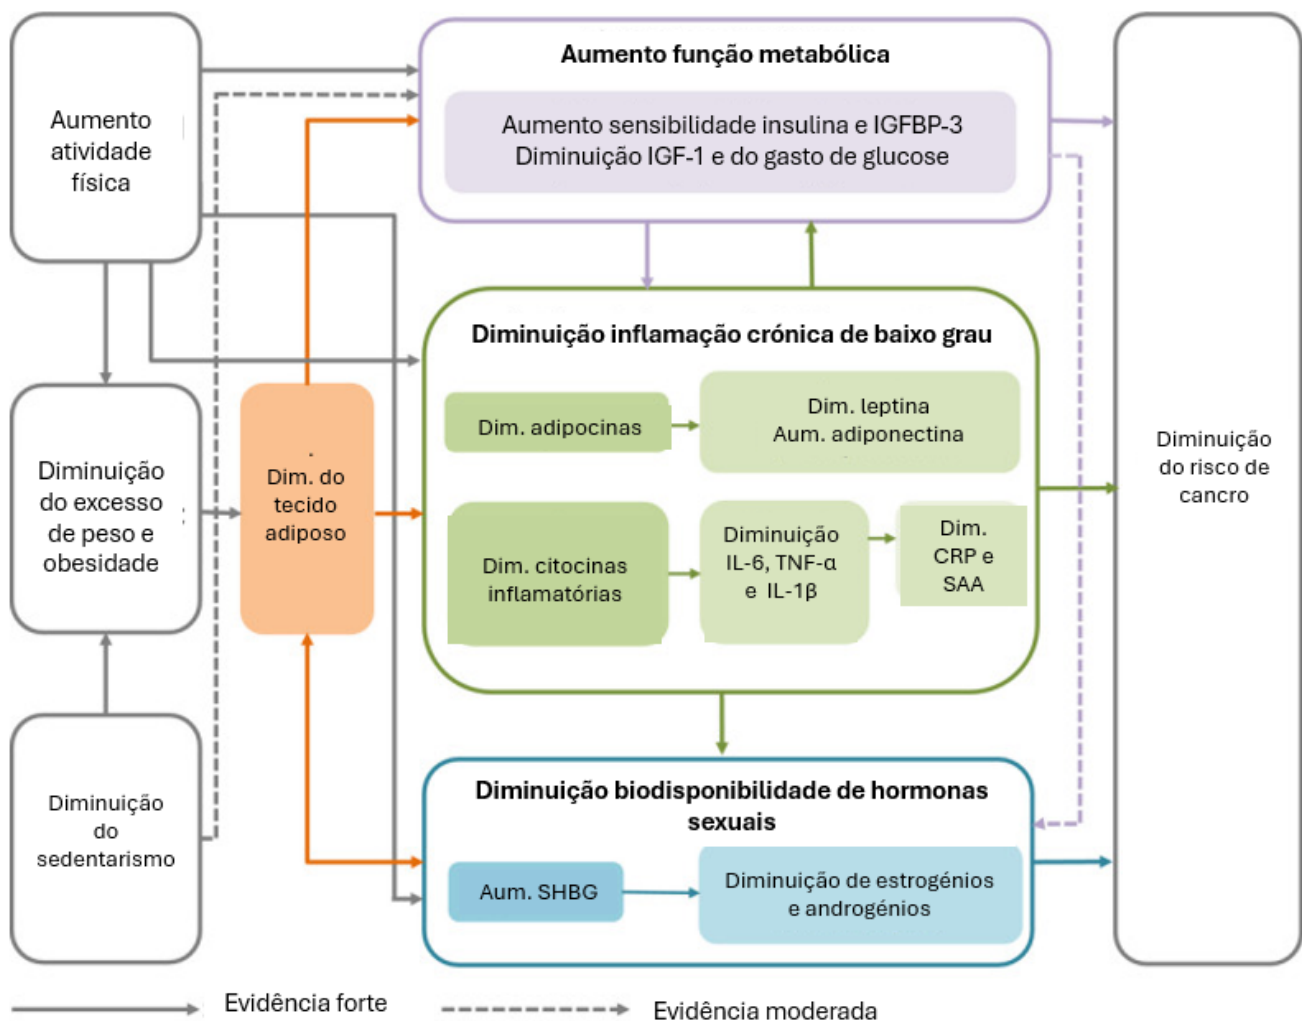 Aumento
atividade
física
Diminuição
do excesso
de peso e
obesidade
Diminuição
do
sedentarismo
Dim. do
tecido
adiposo
Aumento função metabólica
Aumento sensibilidade insulina e IGFBP-3
Diminuição IGF-1 e do gasto de glucose
Diminuição inflamação crónica de baixo grau
Dim. adipocinas
Dim. leptina
Aum. adiponectina
Dim. citocinas
inflamatórias
Diminuição
IL-6, TNF-α
e IL-1β
Dim.
CRP e
SAA
Diminuição biodisponibilidade de hormonas
sexuais
Aum. SHBG
Diminuição de estrogénios
e androgénios
Diminuição
do risco de
cancro
Evidência forte
Evidência moderada